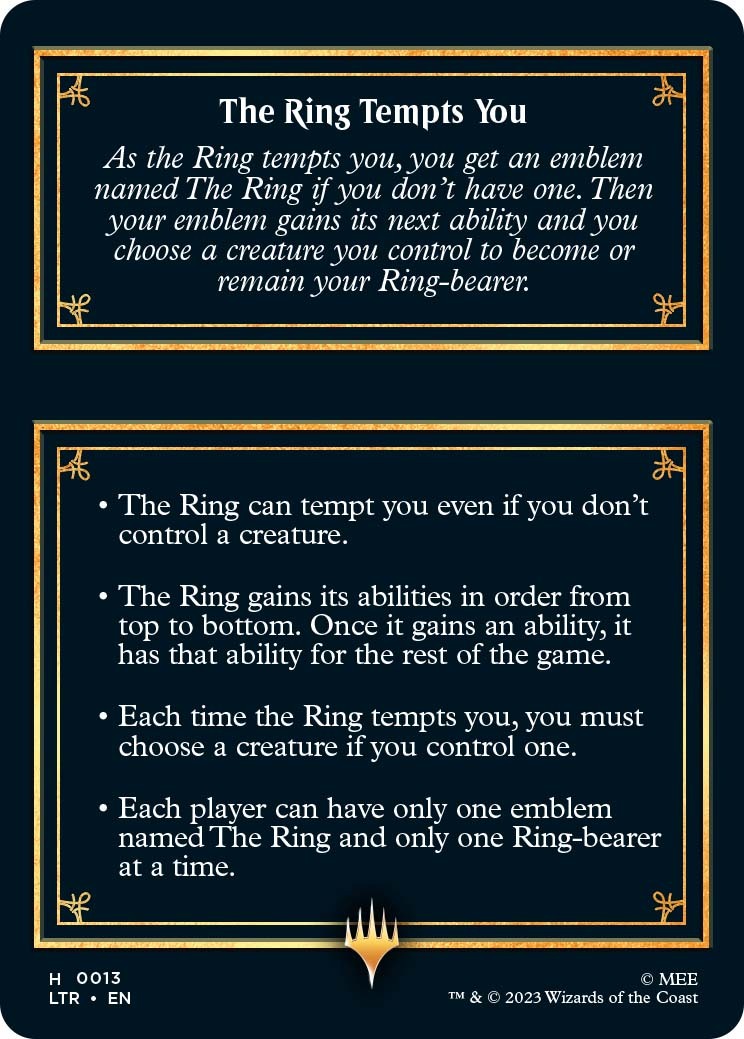 The Ring Tempts You
As the Ring tempts you, you get an emblem
named The Ring if you don't have one. Then
your emblem gains its next ability and you
choose a creature you control to become or
remain your Ring-bearer.
• The Ring can tempt you even if you don't
control a creature.
• The Ring gains its abilities in order from
top to bottom. Once it gains an ability, it
has that ability for the rest of the game.
• Each time the Ring tempts you, you must
choose a creature if you control one.
• Each player can have only one emblem
named The Ring and only one Ring-bearer
at a time.
H 0013
LTR • EN
© MEE
™ & © 2023 Wizards of the Coast